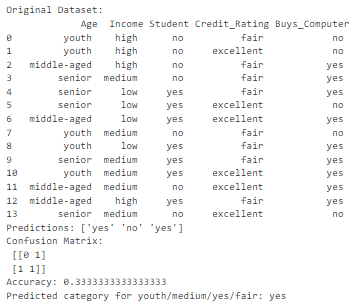 Original Dataset:
Age Income Student Credit_Rating Buys_Computer
0 youth high no fair no
1 youth high no excellent no
2 middle-aged high no fair yes
3 senior medium no fair yes
4 senior low yes fair yes
5 senior low yes excellent no
6 middle-aged low yes excellent yes
7 youth medium no fair no
8 youth low yes fair yes
9 senior medium yes fair yes
10 youth medium yes excellent yes
11 middle-aged medium no excellent yes
12 middle-aged high yes fair yes
13 senior medium no excellent no
Predictions: ['yes' 'no' 'yes']
Confusion Matrix:
[[0 1]
[1 1]]
Accuracy: 0.3333333333333333
Predicted category for youth/medium/yes/fair: yes